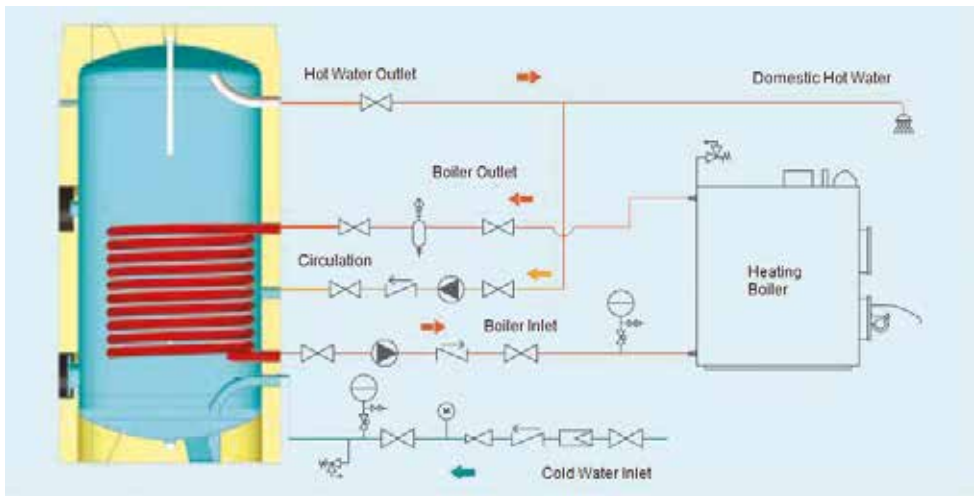 Hot Water Outlet
Domestic Hot Water
Boiler Outlet
Circulation
Heating
Boiler
Boiler Inlet
M
Cold Water Inlet